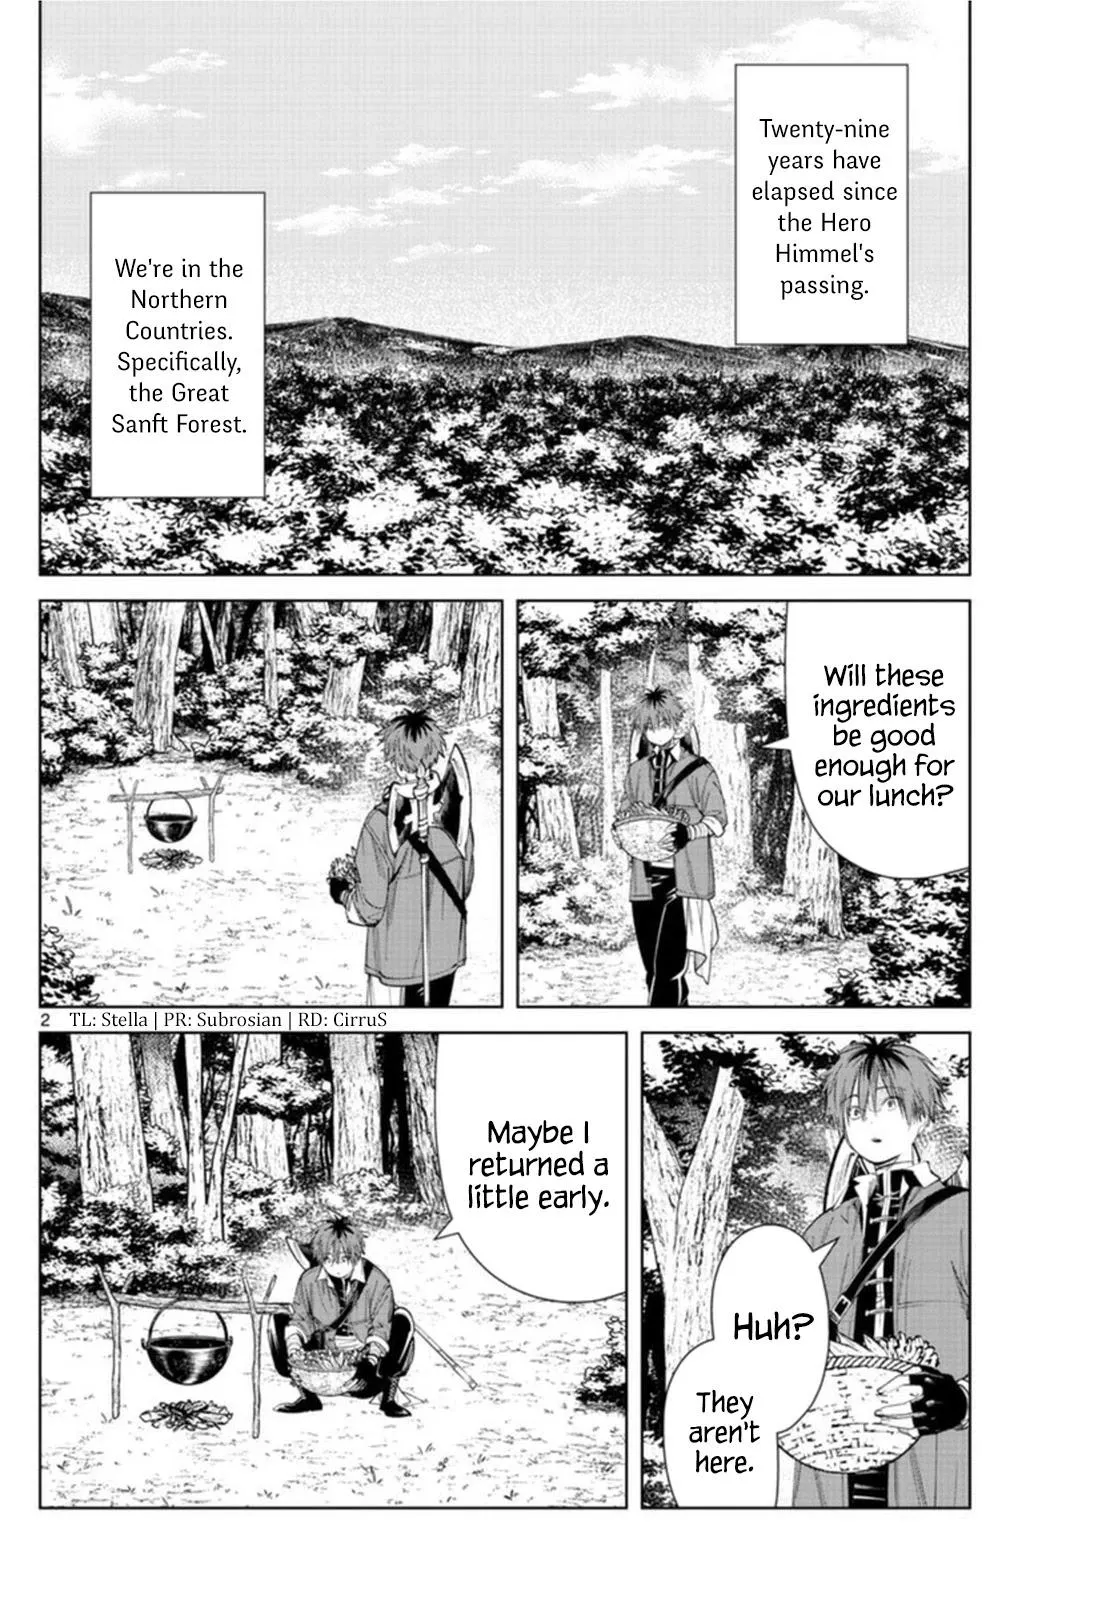 Twenty-nine
years have
elapsed since
the Hero
Himmel's
passing.
We're in the
Northern
Countries.
Specifically,
the Great
Sanft Forest.
Will these
ingredients
be good
enough for
our lunch?
2 TL: Stella | PR: Subrosian | RD: CirruS
Huh?
They
aren't
here.
Maybe I
returned a
little early.